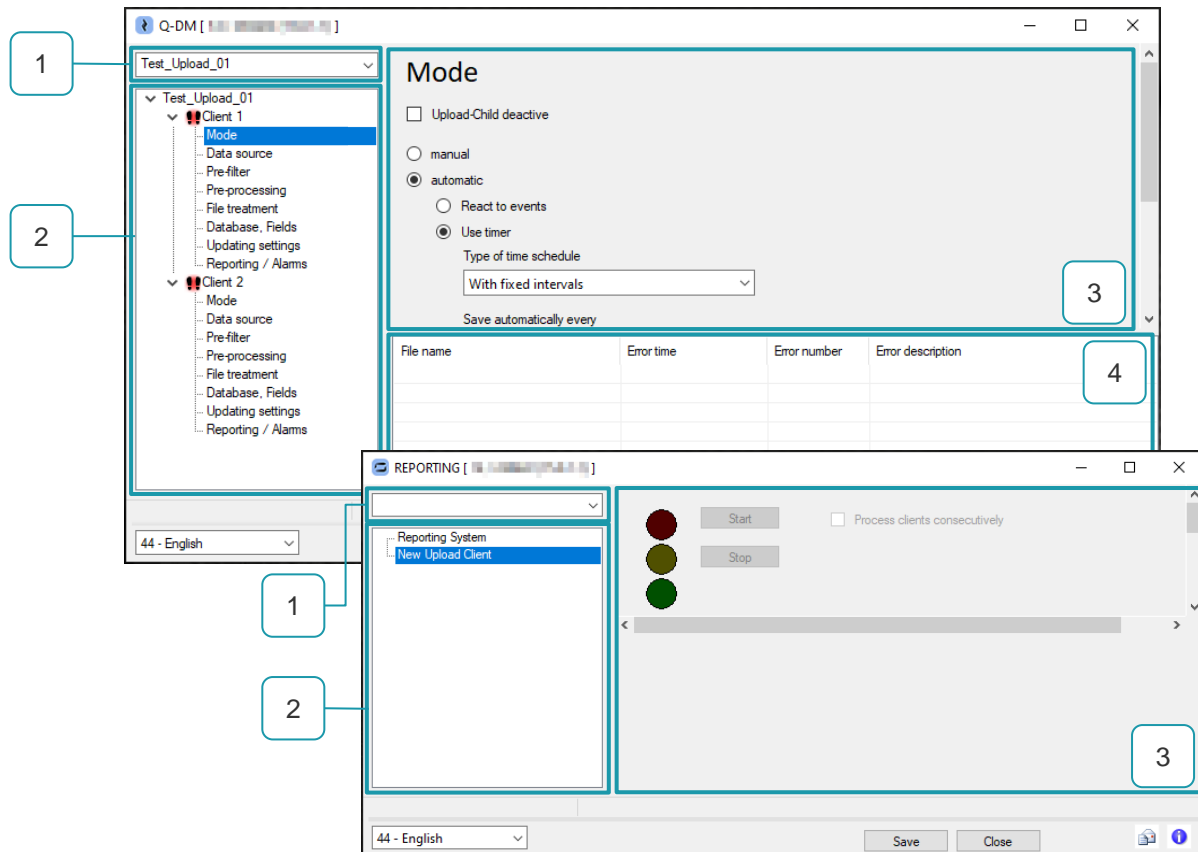 Q-DM [ ]
1
Test_Upload_01
2
Test_Upload_01
Client 1
Mode
Data source
Pre-filter
Pre-processing
File treatment
Database, Fields
Updating settings
Reporting / Alarms
Client 2
Mode
Data source
Pre-filter
Pre-processing
File treatment
Database, Fields
Updating settings
Reporting / Alarms
Mode
Upload-Child deactive
manual
automatic
React to events
Use timer
Type of time schedule
With fixed intervals
Save automatically every
3
File name Error time Error number Error description
4
44 - English
REPORTING [ ]
1
2
Reporting System
New Upload Client
Start Process clients consecutively
Stop
3
44 - English
Save Close